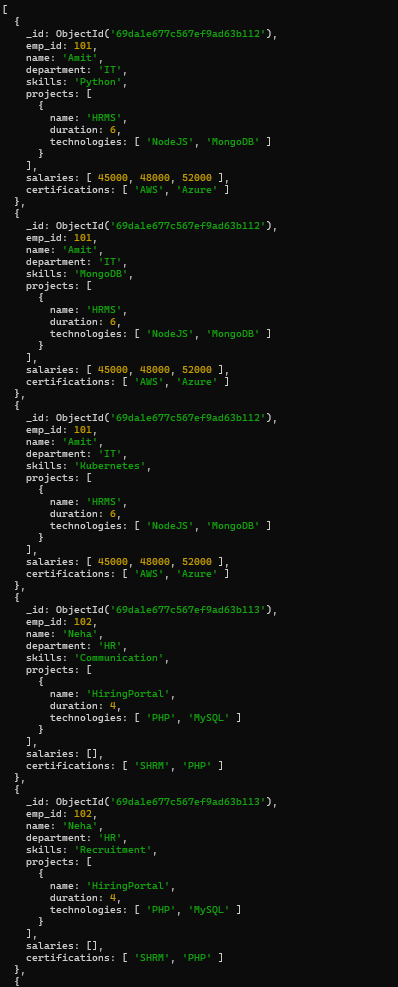 [
  {
    _id: ObjectId('69da1e677c567ef9ad63b112'),
    emp_id: 101,
    name: 'Amit',
    department: 'IT',
    skills: 'Python',
    projects: [
      {
        name: 'HRMS',
        duration: 6,
        technologies: [ 'NodeJS', 'MongoDB' ]
      }
    ],
    salaries: [ 45000, 48000, 52000 ],
    certifications: [ 'AWS', 'Azure' ]
  },
  {
    _id: ObjectId('69da1e677c567ef9ad63b112'),
    emp_id: 101,
    name: 'Amit',
    department: 'IT',
    skills: 'MongoDB',
    projects: [
      {
        name: 'HRMS',
        duration: 6,
        technologies: [ 'NodeJS', 'MongoDB' ]
      }
    ],
    salaries: [ 45000, 48000, 52000 ],
    certifications: [ 'AWS', 'Azure' ]
  },
  {
    _id: ObjectId('69da1e677c567ef9ad63b112'),
    emp_id: 101,
    name: 'Amit',
    department: 'IT',
    skills: 'Kubernetes',
    projects: [
      {
        name: 'HRMS',
        duration: 6,
        technologies: [ 'NodeJS', 'MongoDB' ]
      }
    ],
    salaries: [ 45000, 48000, 52000 ],
    certifications: [ 'AWS', 'Azure' ]
  },
  {
    _id: ObjectId('69da1e677c567ef9ad63b113'),
    emp_id: 102,
    name: 'Neha',
    department: 'HR',
    skills: 'Communication',
    projects: [
      {
        name: 'HiringPortal',
        duration: 4,
        technologies: [ 'PHP', 'MySQL' ]
      }
    ],
    salaries: [],
    certifications: [ 'SHRM', 'PHP' ]
  },
  {
    _id: ObjectId('69da1e677c567ef9ad63b113'),
    emp_id: 102,
    name: 'Neha',
    department: 'HR',
    skills: 'Recruitment',
    projects: [
      {
        name: 'HiringPortal',
        duration: 4,
        technologies: [ 'PHP', 'MySQL' ]
      }
    ],
    salaries: [],
    certifications: [ 'SHRM', 'PHP' ]
  },
  {